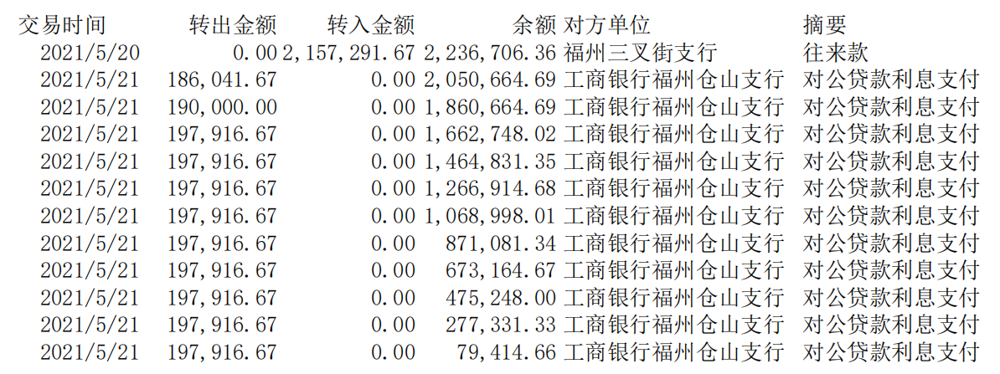 交易时间 转出金额 转入金额 余额 对方单位 摘要
2021/5/20 0.00 2,157,291.67 2,236,706.36 福州三叉街支行 往来款
2021/5/21 186,041.67 0.00 2,050,664.69 工商银行福州仓山支行 对公贷款利息支付
2021/5/21 190,000.00 0.00 1,860,664.69 工商银行福州仓山支行 对公贷款利息支付
2021/5/21 197,916.67 0.00 1,662,748.02 工商银行福州仓山支行 对公贷款利息支付
2021/5/21 197,916.67 0.00 1,464,831.35 工商银行福州仓山支行 对公贷款利息支付
2021/5/21 197,916.67 0.00 1,266,914.68 工商银行福州仓山支行 对公贷款利息支付
2021/5/21 197,916.67 0.00 1,068,998.01 工商银行福州仓山支行 对公贷款利息支付
2021/5/21 197,916.67 0.00 871,081.34 工商银行福州仓山支行 对公贷款利息支付
2021/5/21 197,916.67 0.00 673,164.67 工商银行福州仓山支行 对公贷款利息支付
2021/5/21 197,916.67 0.00 475,248.00 工商银行福州仓山支行 对公贷款利息支付
2021/5/21 197,916.67 0.00 277,331.33 工商银行福州仓山支行 对公贷款利息支付
2021/5/21 197,916.67 0.00 79,414.66 工商银行福州仓山支行 对公贷款利息支付